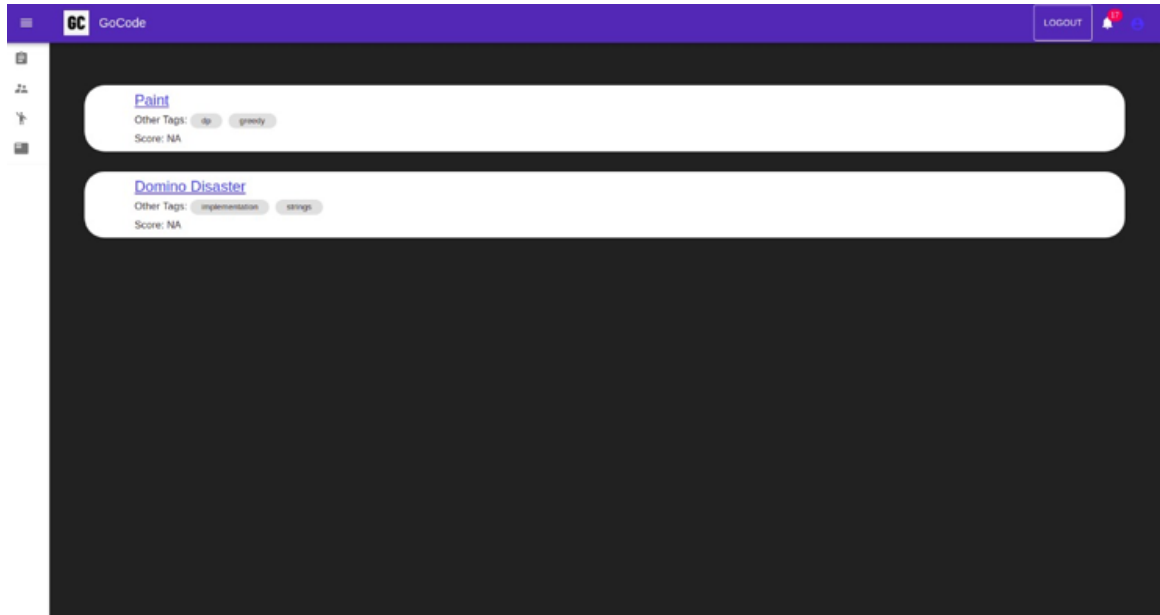 GC GoCode LOGOUT 17
Paint
Other Tags: dp greedy
Score: NA
Domino Disaster
Other Tags: implementation strings
Score: NA